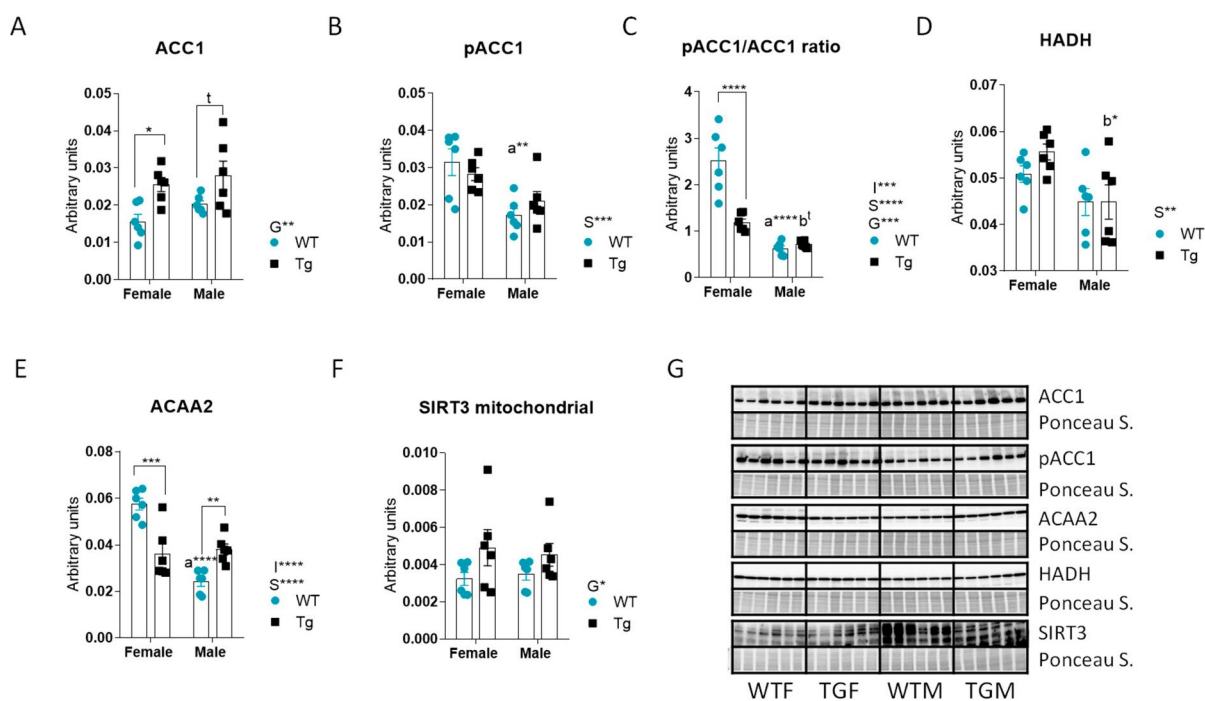 A
ACC1
Arbitrary units
0.05
0.04
0.03
0.02
0.01
0.00
*
t
Female
Male
G**
WT
Tg
B
pACC1
Arbitrary units
0.05
0.04
0.03
0.02
0.01
0.00
a**
Female
Male
S***
WT
Tg
C
pACC1/ACC1 ratio
Arbitrary units
4
3
2
1
0
****
a****
bt
Female
Male
I***
S****
G***
WT
Tg
D
HADH
Arbitrary units
0.07
0.06
0.05
0.04
0.03
b*
Female
Male
S**
WT
Tg
E
ACAA2
Arbitrary units
0.08
0.06
0.04
0.02
0.00
***
**
a****
Female
Male
I****
S****
WT
Tg
F
SIRT3 mitochondrial
Arbitrary units
0.010
0.008
0.006
0.004
0.002
0.000
Female
Male
G*
WT
Tg
G
ACC1
Ponceau S.
pACC1
Ponceau S.
ACAA2
Ponceau S.
HADH
Ponceau S.
SIRT3
Ponceau S.
WTF TGF WTM TGM